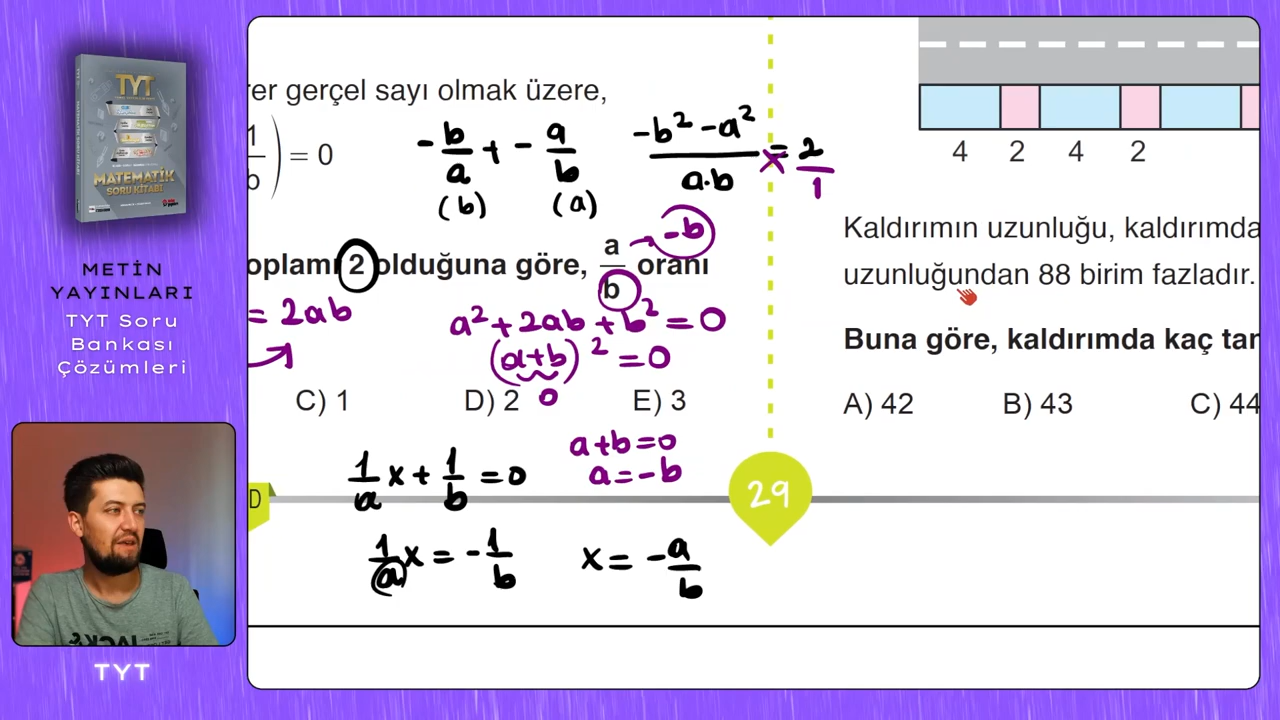 TYT
MATEMATİK
SORU KİTABI
METİN
YAYINLARI
TYT Soru
Bankası
Çözümleri
TYT
rer gerçel sayı olmak üzere,
1
b
) = 0
- b/a + - a/b
(b) (a)
-b² - a² / a·b = 2/1
oplamı 2 olduğuna göre, a/b oranı
-b
= 2ab
a² + 2ab + b² = 0
(a+b)² = 0
0
C) 1 D) 2 E) 3
a+b=0
a=-b
1/a x + 1/b = 0
D
29
1/a x = - 1/b
x = - a/b
4 2 4 2
Kaldırımın uzunluğu, kaldırımda
uzunluğundan 88 birim fazladır.
Buna göre, kaldırımda kaç tan
A) 42 B) 43 C) 44